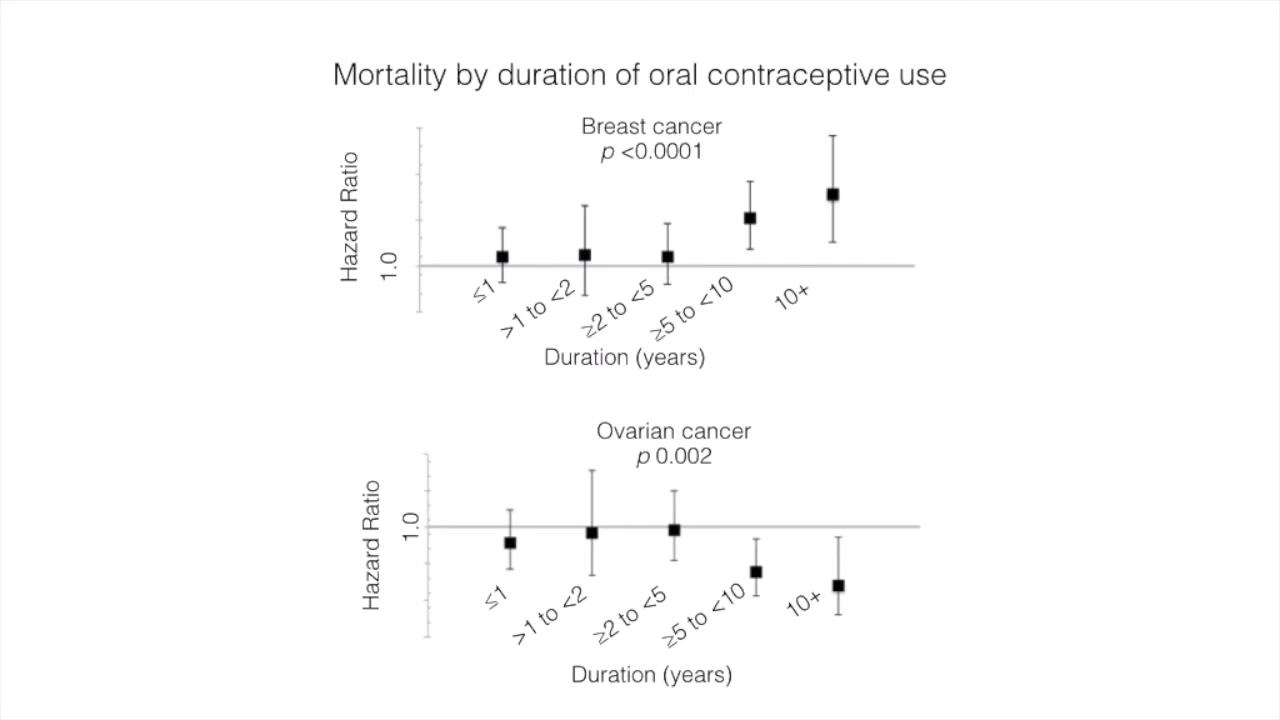 Mortality by duration of oral contraceptive use
Breast cancer
p <0.0001
Hazard Ratio
1.0
≤1
>1 to <2
≥2 to <5
≥5 to <10
10+
Duration (years)
Ovarian cancer
p 0.002
Hazard Ratio
1.0
≤1
>1 to <2
≥2 to <5
≥5 to <10
10+
Duration (years)